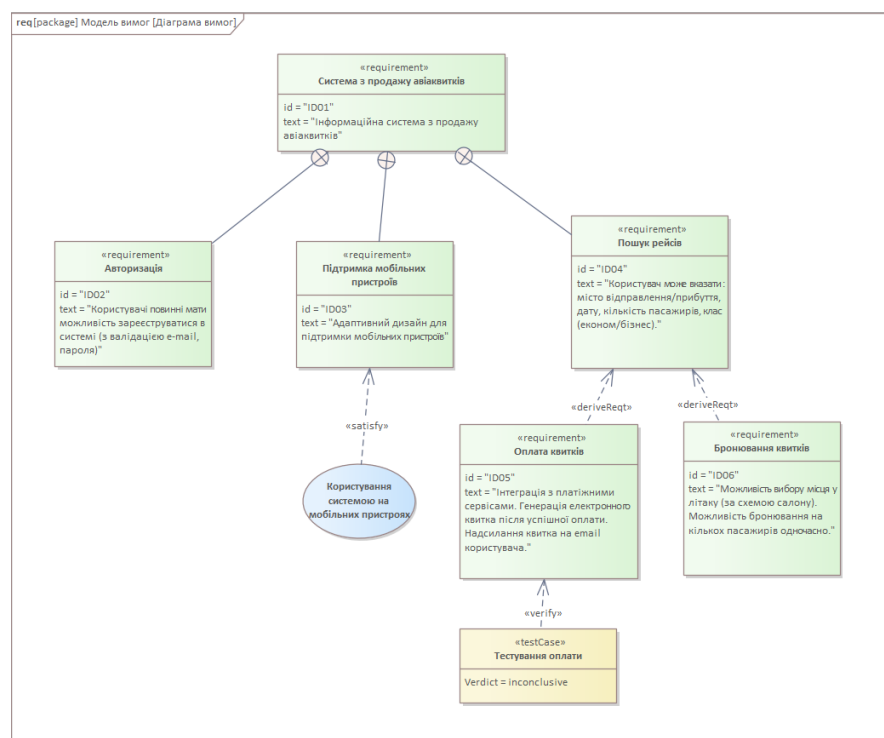 req [package] Модель вимог [Діаграма вимог]
«requirement»
Система з продажу авіаквитків
id = "ID01"
text = "Інформаційна система з продажу
авіаквитків"
«requirement»
Авторизація
id = "ID02"
text = "Користувачі повинні мати
можливість зареєструватися в
системі (з валідацією e-mail,
пароля)"
«requirement»
Підтримка мобільних
пристроїв
id = "ID03"
text = "Адаптивний дизайн для
підтримки мобільних пристроїв"
«requirement»
Пошук рейсів
id = "ID04"
text = "Користувач може вказати:
місто відправлення/прибуття,
дату, кількість пасажирів, клас
(економ/бізнес)."
«satisfy»
«deriveReqt»
«deriveReqt»
Користування
системою на
мобільних пристроях
«requirement»
Оплата квитків
id = "ID05"
text = "Інтеграція з платіжними
сервісами. Генерація електронного
квитка після успішної оплати.
Надсилання квитка на email
користувача."
«requirement»
Бронювання квитків
id = "ID06"
text = "Можливість вибору місця у
літаку (за схемою салону).
Можливість бронювання на
кількох пасажирів одночасно."
«verify»
«testCase»
Тестування оплати
Verdict = inconclusive